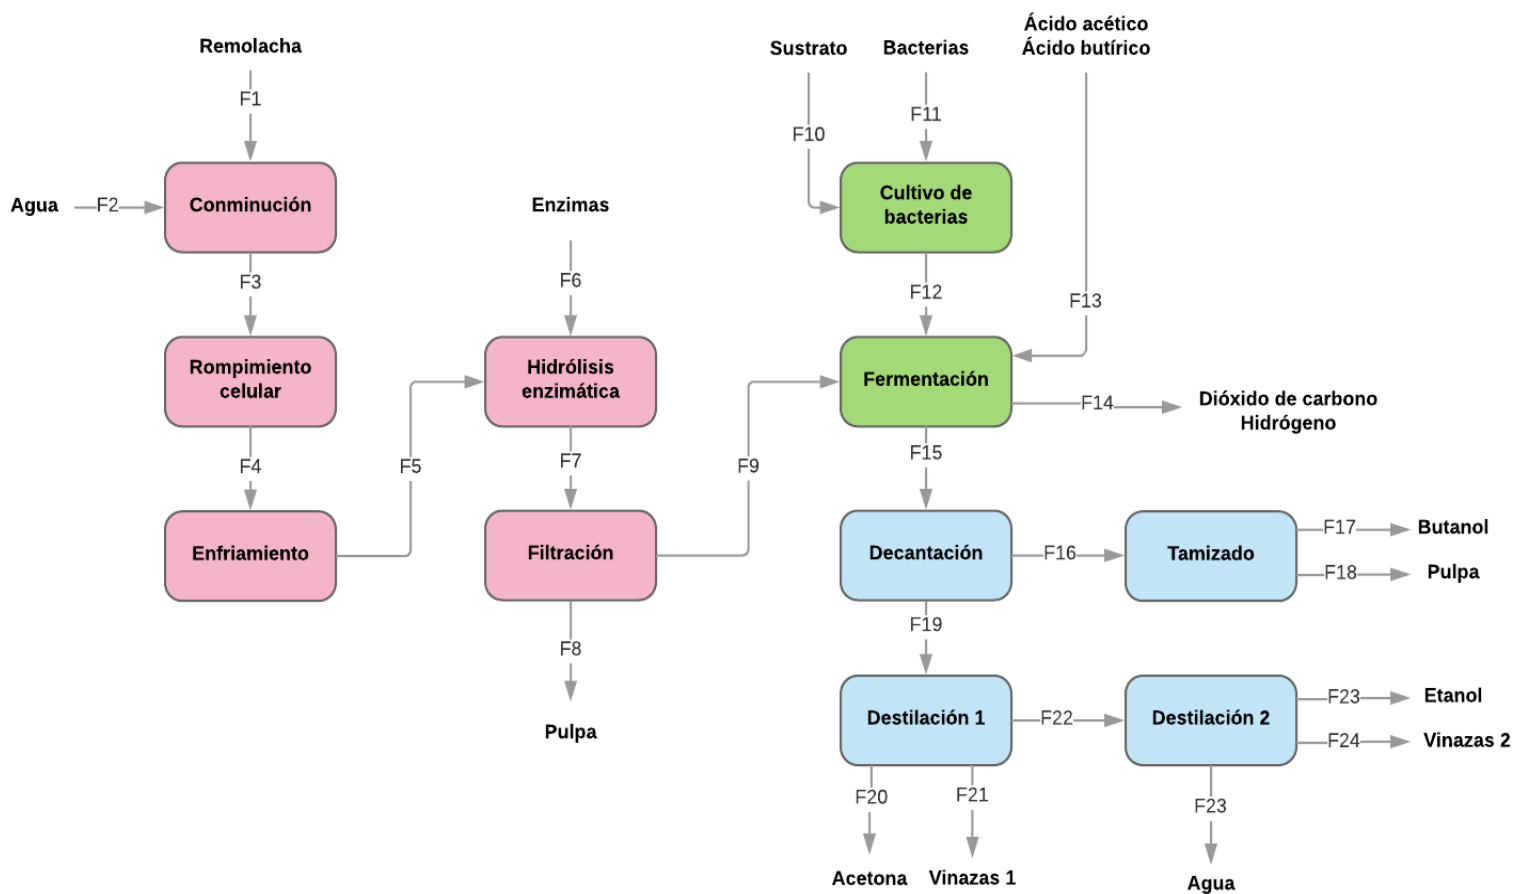 Remolacha
F1
Agua
F2
Conminución
F3
Rompimiento
celular
F4
Enfriamiento
F5
Enzimas
F6
Hidrólisis
enzimática
F7
Filtración
F8
Pulpa
F9
Sustrato
F10
Bacterias
F11
Cultivo de
bacterias
F12
Ácido acético
Ácido butírico
F13
Fermentación
F14
Dióxido de carbono
Hidrógeno
F15
Decantación
F16
Tamizado
F17
Butanol
F18
Pulpa
F19
Destilación 1
F20
Acetona
F21
Vinazas 1
F22
Destilación 2
F23
Etanol
F24
Vinazas 2
F23
Agua